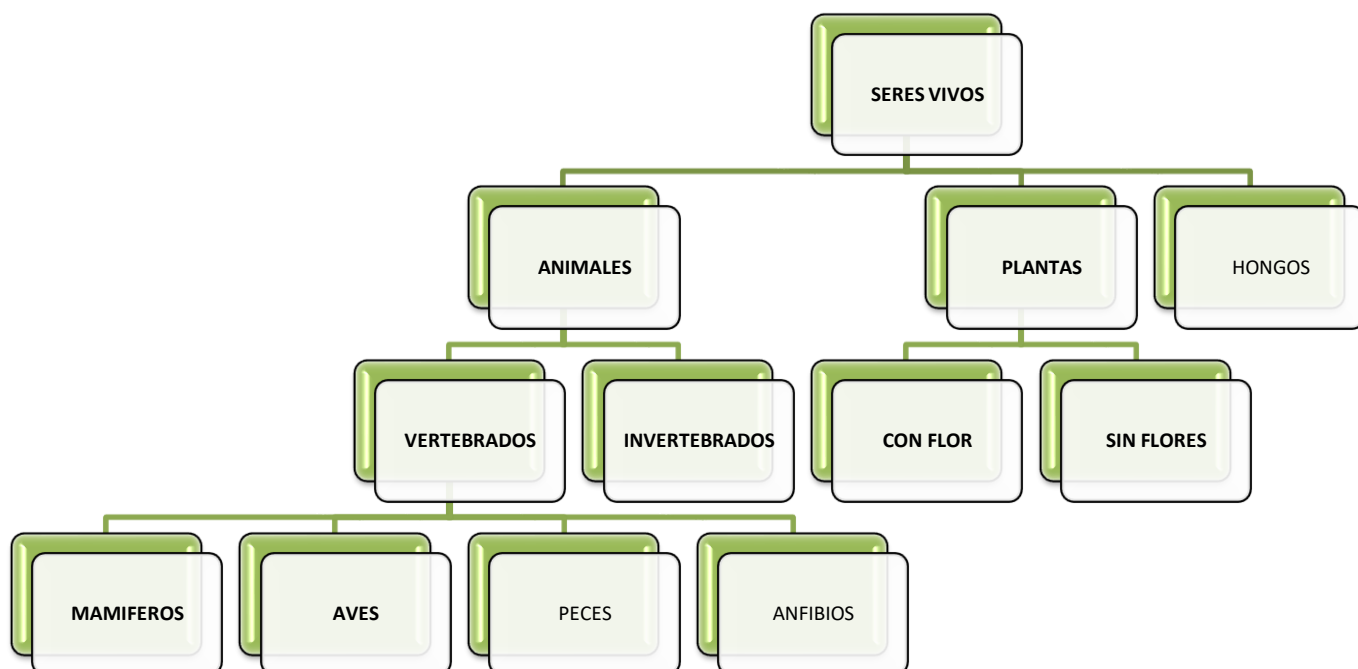 SERES VIVOS
ANIMALES
PLANTAS
HONGOS
VERTEBRADOS
INVERTEBRADOS
CON FLOR
SIN FLORES
MAMIFEROS
AVES
PECES
ANFIBIOS